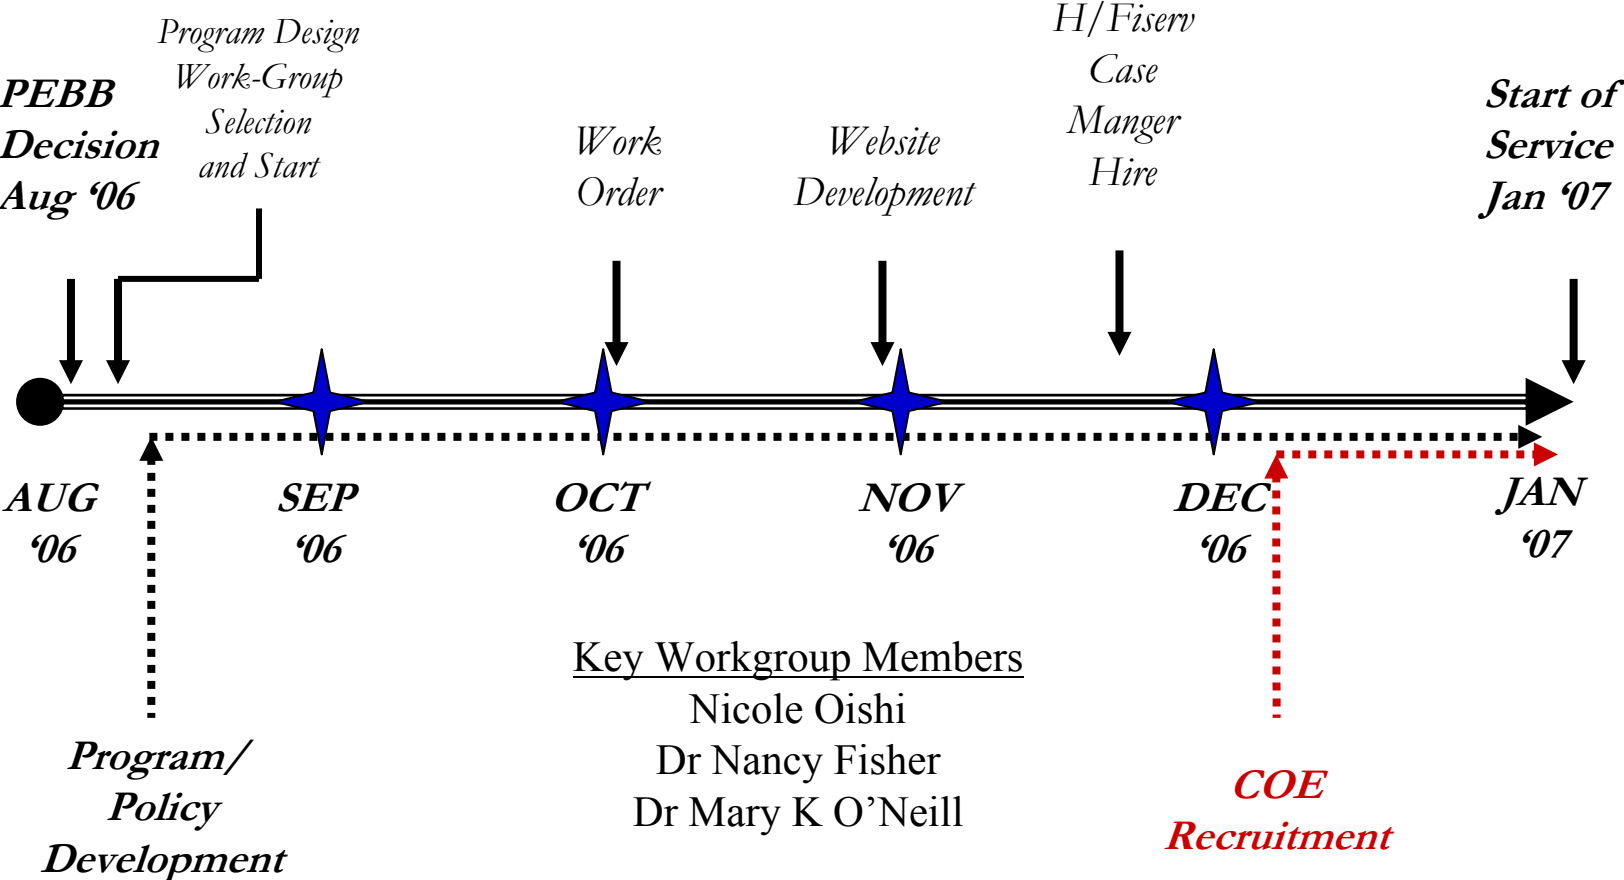 PEBB
Decision
Aug ‘06
Program Design
Work-Group
Selection
and Start
Work
Order
Website
Development
H/Fiserv
Case
Manger
Hire
Start of
Service
Jan ‘07
AUG
‘06
SEP
‘06
OCT
‘06
NOV
‘06
DEC
‘06
JAN
‘07
Program/
Policy
Development
Key Workgroup Members
Nicole Oishi
Dr Nancy Fisher
Dr Mary K O’Neill
COE
Recruitment